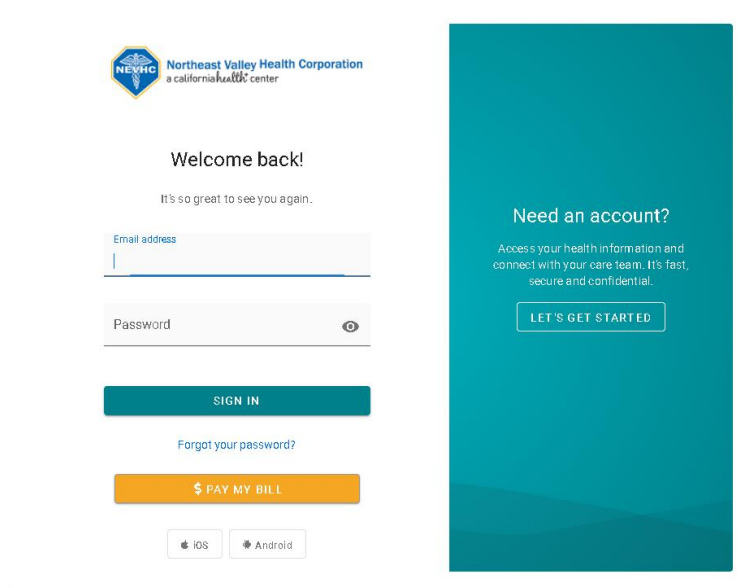 NEVHC
Northeast Valley Health Corporation
a california health center
Welcome back!
It's so great to see you again.
Email address
Password
SIGN IN
Forgot your password?
$ PAY MY BILL
iOS
Android
Need an account?
Access your health information and
connect with your care team. It's fast,
secure and confidential.
LET'S GET STARTED